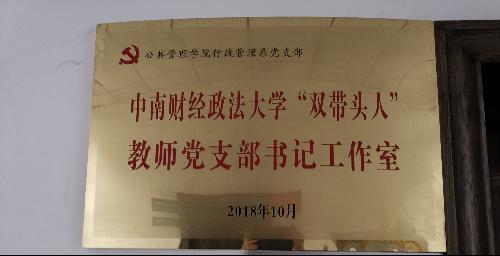 公共管理学院行政管理系党支部
中南财经政法大学“双带头人”
教师党支部书记工作室
2018年10月